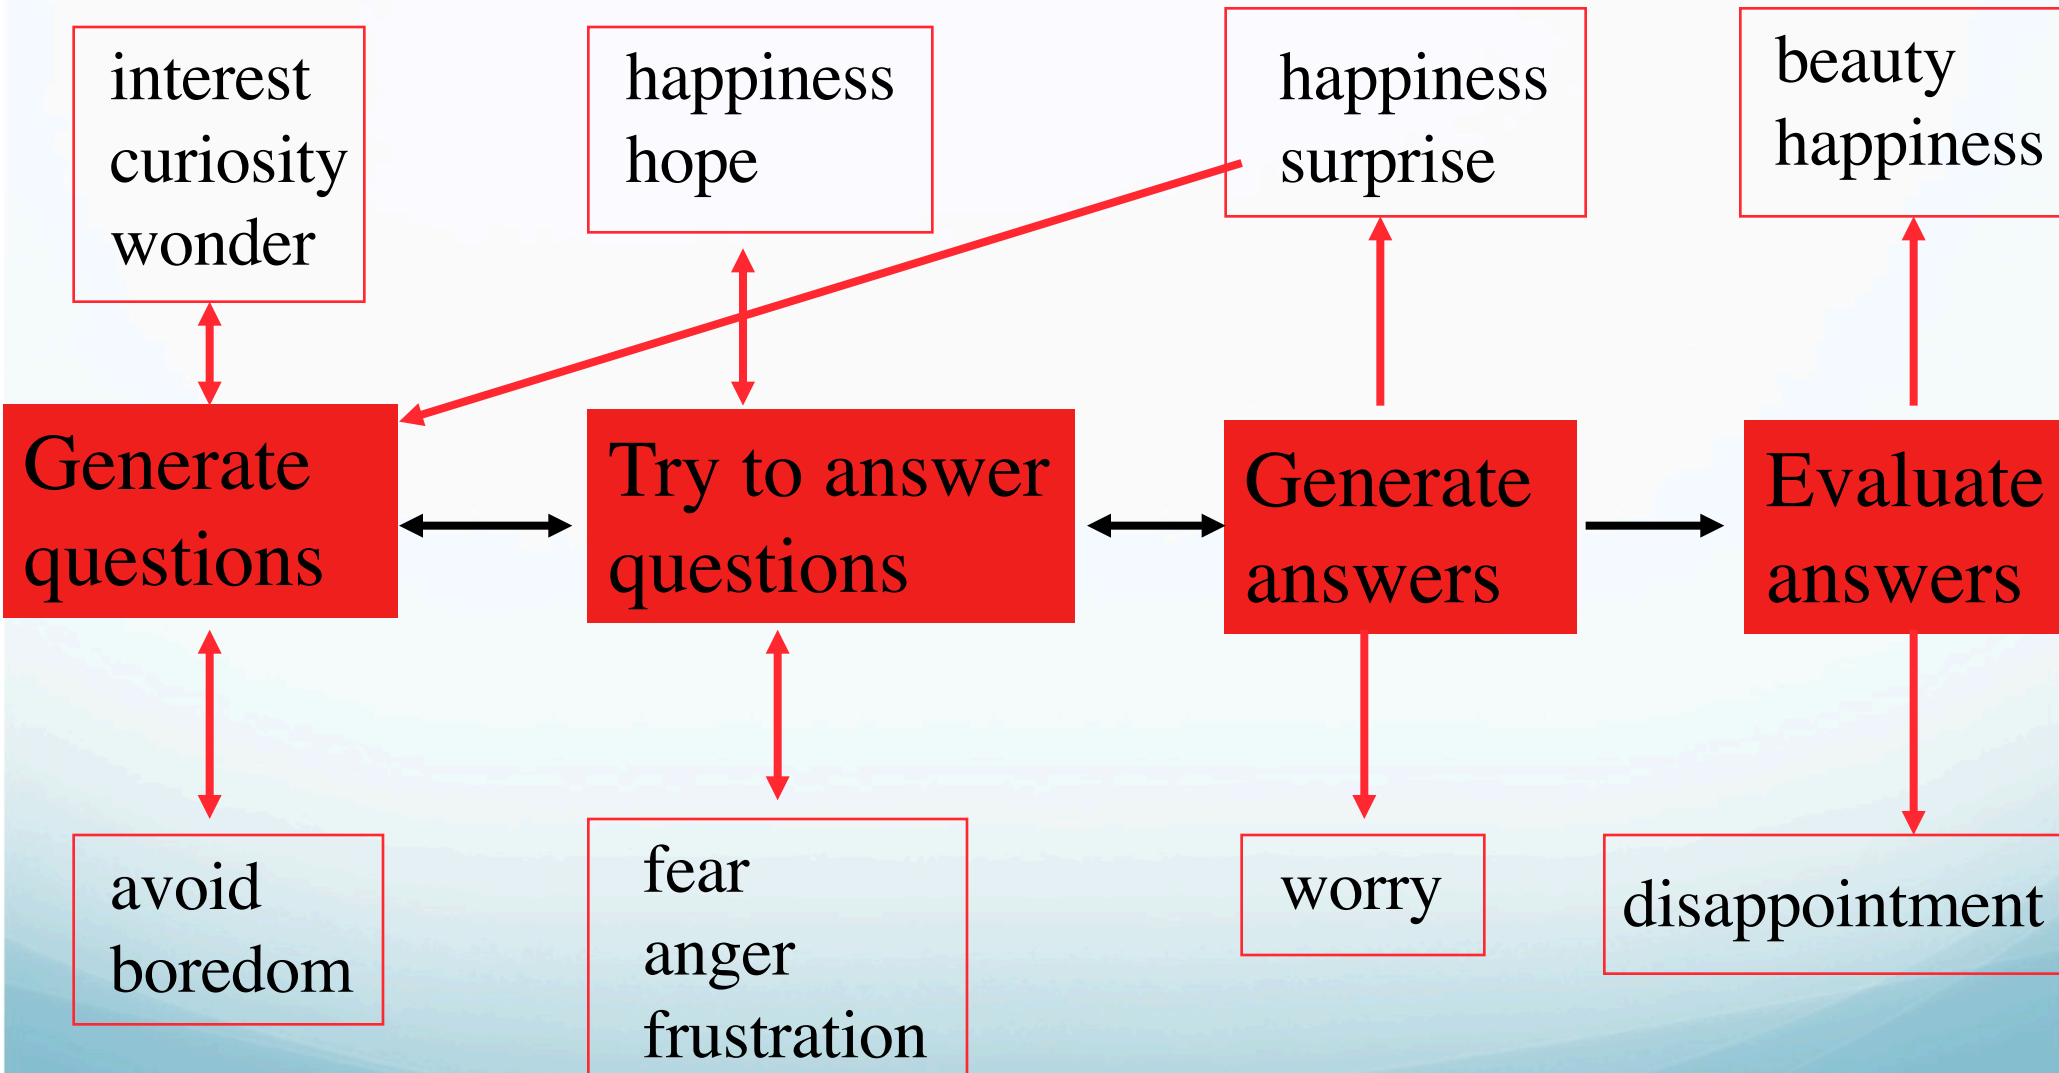 interest
curiosity
wonder
happiness
hope
happiness
surprise
beauty
happiness
Generate
questions
Try to answer
questions
Generate
answers
Evaluate
answers
avoid
boredom
fear
anger
frustration
worry
disappointment